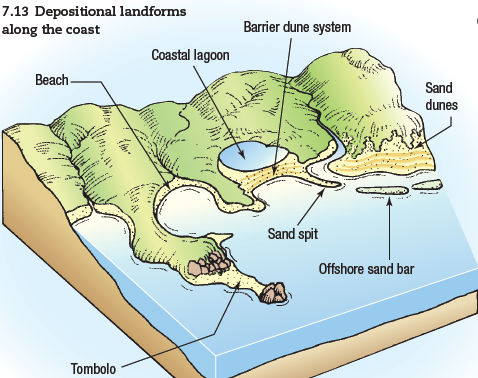 7.13 Depositional landforms
along the coast
Barrier dune system
Coastal lagoon
Beach
Sand
dunes
Sand spit
Offshore sand bar
Tombolo